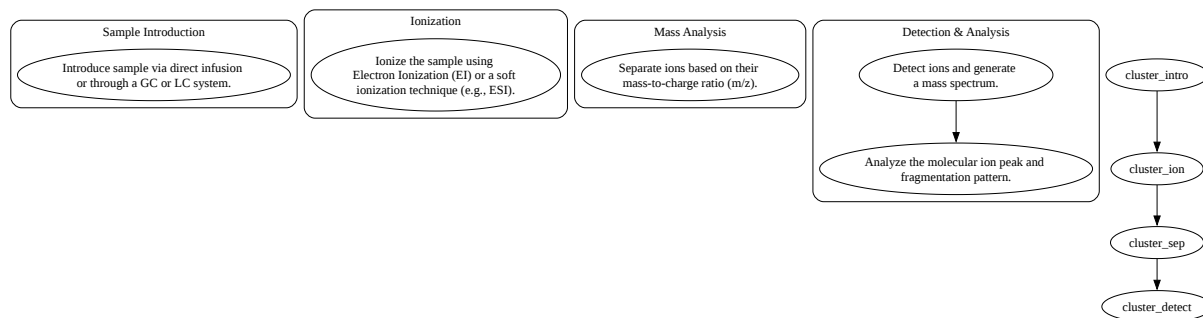 Sample Introduction
Introduce sample via direct infusion
or through a GC or LC system.
Ionization
Ionize the sample using
Electron Ionization (EI) or a soft
ionization technique (e.g., ESI).
Mass Analysis
Separate ions based on their
mass-to-charge ratio (m/z).
Detection & Analysis
Detect ions and generate
a mass spectrum.
Analyze the molecular ion peak and
fragmentation pattern.
cluster_intro
cluster_ion
cluster_sep
cluster_detect